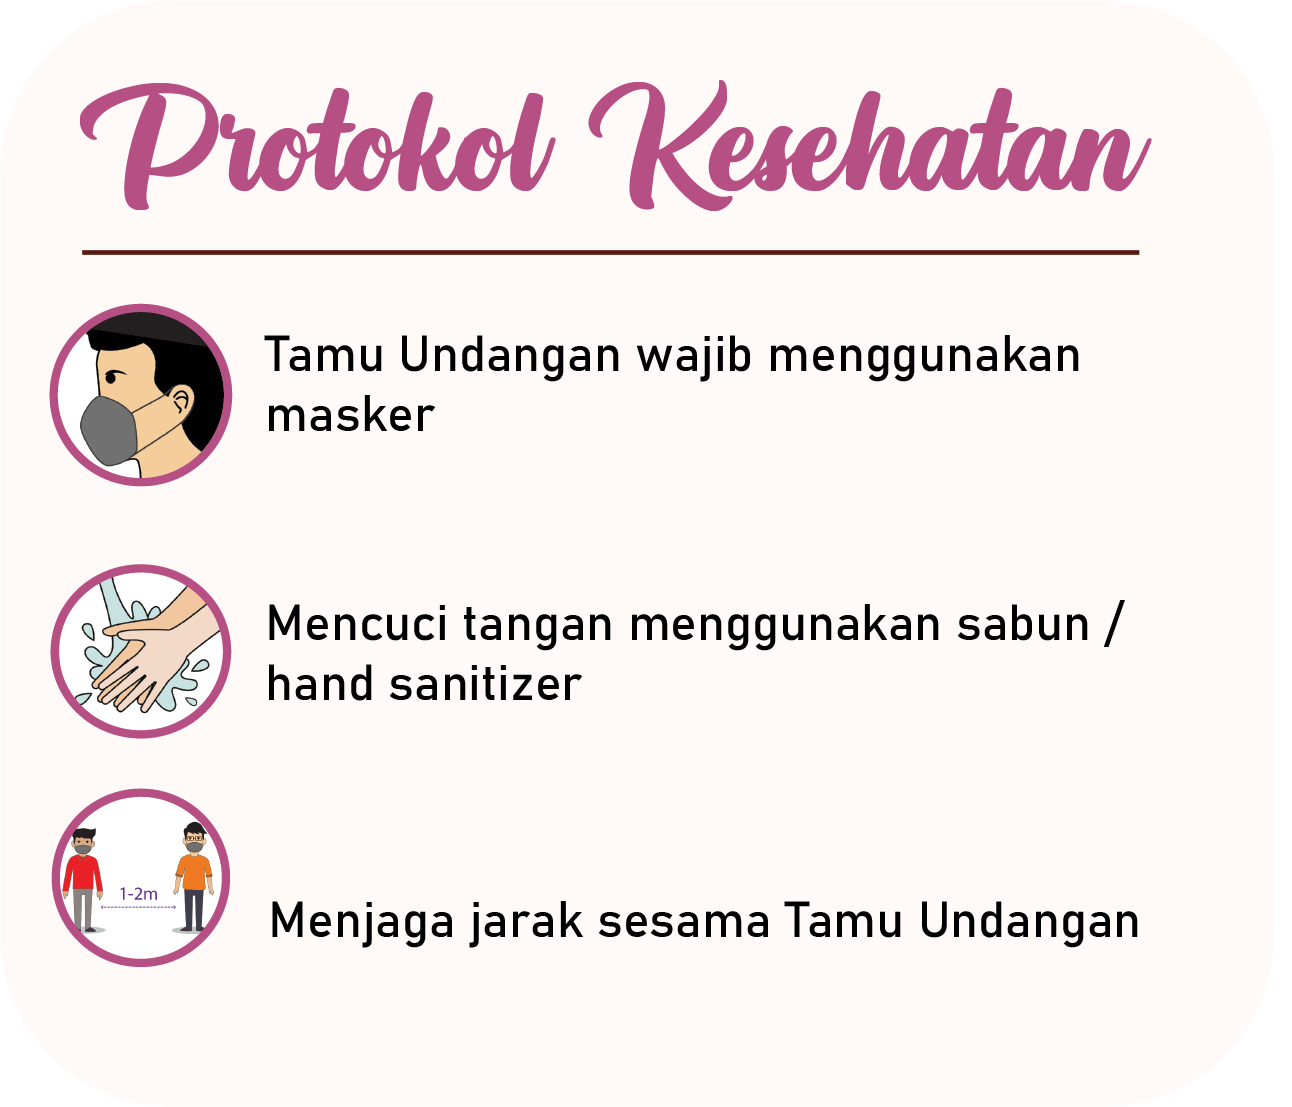 Protokol Kesehatan
Tamu Undangan wajib menggunakan
masker
Mencuci tangan menggunakan sabun /
hand sanitizer
1-2m
Menjaga jarak sesama Tamu Undangan